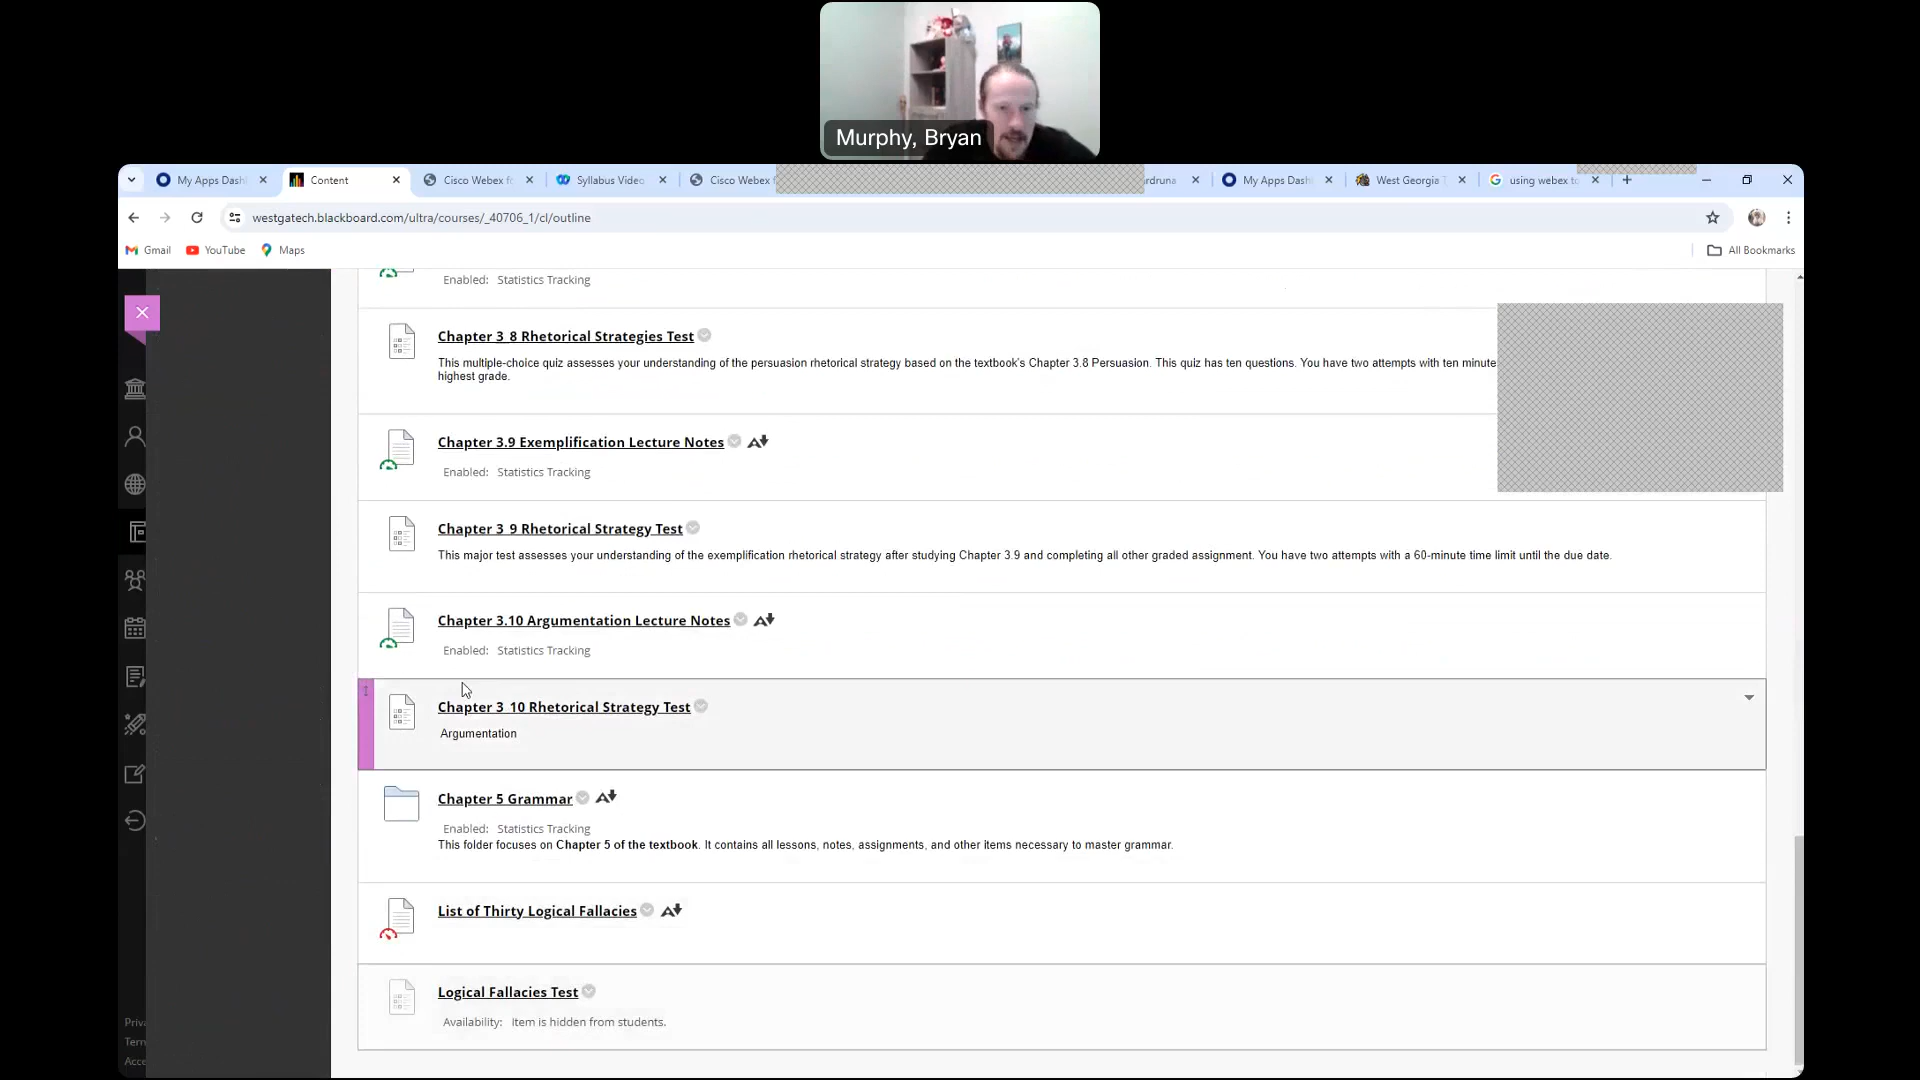 Murphy, Bryan
My Apps Dash
Content
Cisco Webex fo
Syllabus Video
Cisco Webex f
rdruna
My Apps Dash
West Georgia T
using webex to
westgatech.blackboard.com/ultra/courses/_40706_1/cl/outline
Gmail
YouTube
Maps
All Bookmarks
Enabled: Statistics Tracking
Chapter 3_8 Rhetorical Strategies Test
This multiple-choice quiz assesses your understanding of the persuasion rhetorical strategy based on the textbook's Chapter 3.8 Persuasion. This quiz has ten questions. You have two attempts with ten minute
highest grade.
Chapter 3.9 Exemplification Lecture Notes
Enabled: Statistics Tracking
Chapter 3_9 Rhetorical Strategy Test
This major test assesses your understanding of the exemplification rhetorical strategy after studying Chapter 3.9 and completing all other graded assignment. You have two attempts with a 60-minute time limit until the due date.
Chapter 3.10 Argumentation Lecture Notes
Enabled: Statistics Tracking
Chapter 3_10 Rhetorical Strategy Test
Argumentation
Chapter 5 Grammar
Enabled: Statistics Tracking
This folder focuses on Chapter 5 of the textbook. It contains all lessons, notes, assignments, and other items necessary to master grammar.
List of Thirty Logical Fallacies
Logical Fallacies Test
Availability: Item is hidden from students.
Priva
Term
Acce